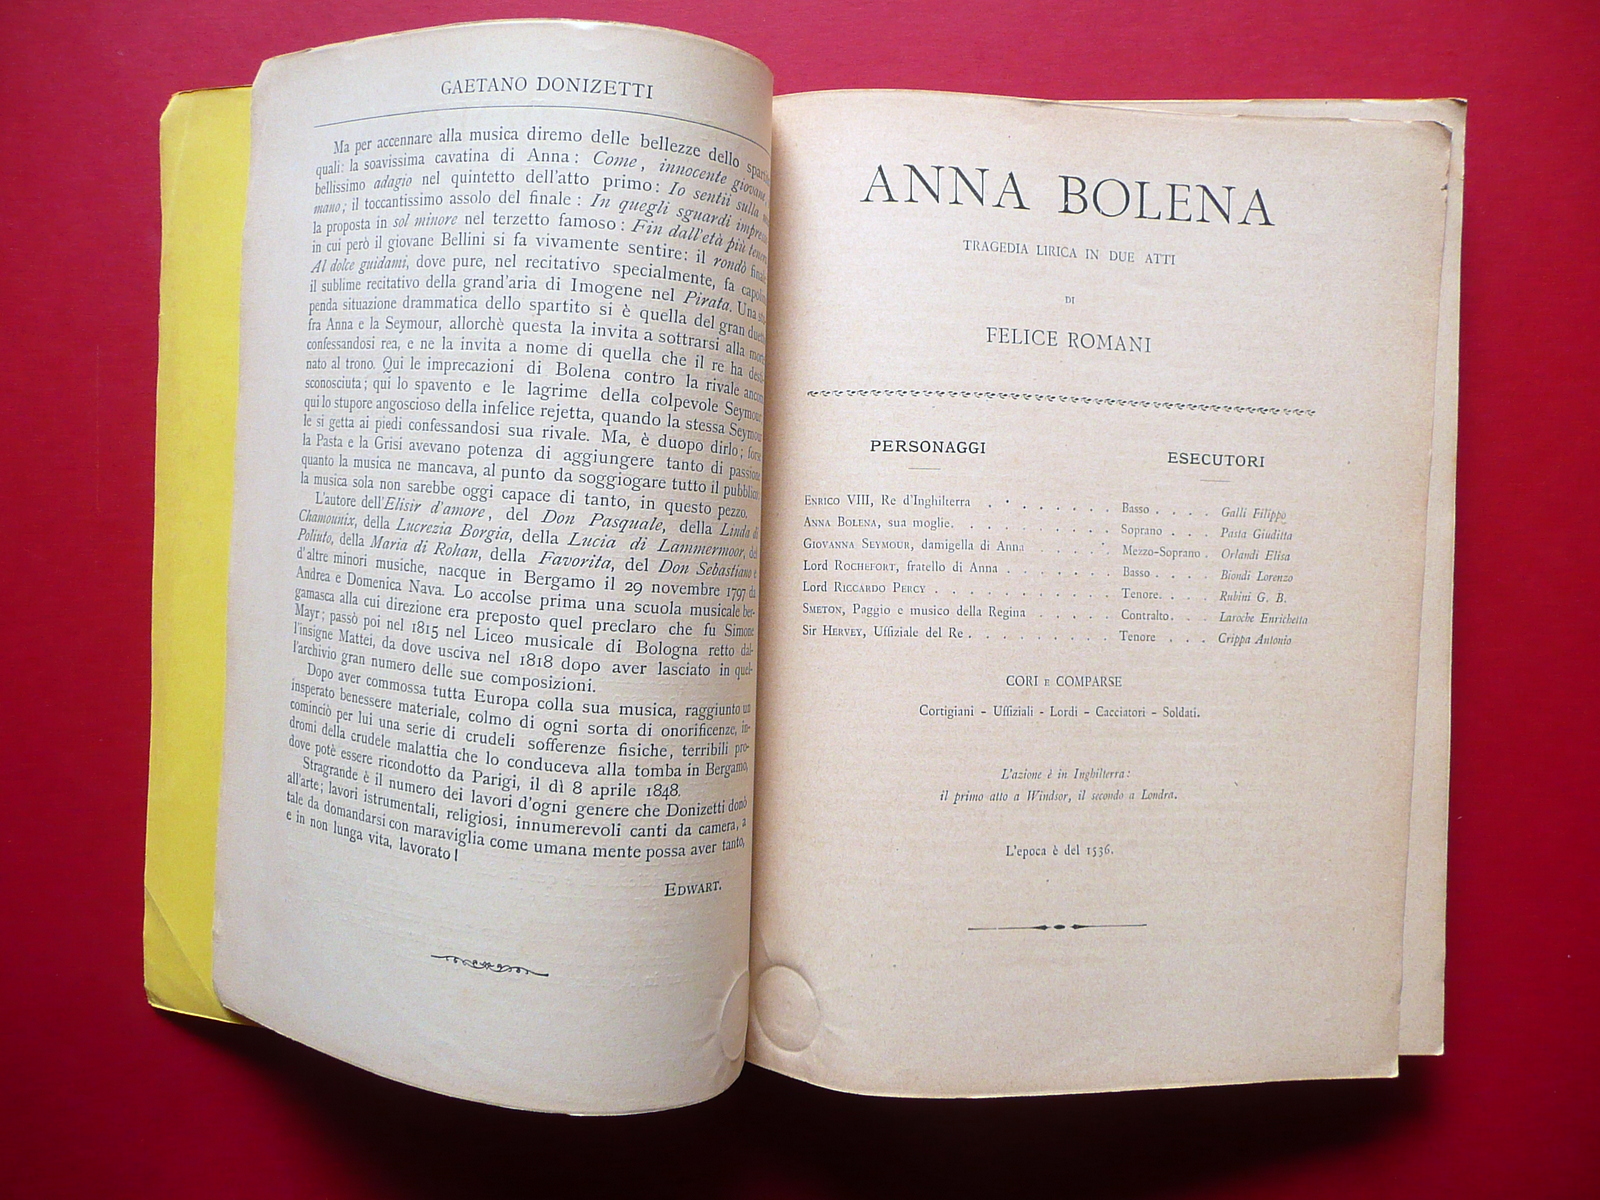 GAETANO DONIZETTI
Ma per accennare alla musica diremo delle bellezze dello
quali: la soavissima cavatina di Anna: Come, innocente giovane,
bellissimo adagio nel quintetto dell'atto primo: Io sentii sulla
mano; il toccantissimo assolo del finale: In quegli sguardi
la proposta in sol minore nel terzetto famoso: Fin dall'età più
in cui però il giovane Bellini si fa vivamente sentire: il rondò
Al dolce guidami, dove pure, nel recitativo specialmente, fa
il sublime recitativo della grand'aria di Imogene nel Pirata. Una
penda situazione drammatica dello spartito si è quella del gran
fra Anna e la Seymour, allorchè questa la invita a sottrarsi alla
confessandosi rea, e ne la invita a nome di quella che il re ha
nato al trono. Qui le imprecazioni di Bolena contro la rivale
sconosciuta; qui lo spavento e le lagrime della colpevole Seymour
qui lo stupore angoscioso della infelice rejetta, quando la stessa
le si getta ai piedi confessandosi sua rivale. Ma, è duopo dirlo;
la Pasta e la Grisi avevano potenza di aggiungere tanto di passione
quanto la musica ne mancava, al punto da soggiogare tutto il pubblico:
la musica sola non sarebbe oggi capace di tanto, in questo pezzo.
L'autore dell'Elisir d'amore, del Don Pasquale, della Linda di
Chamounix, della Lucrezia Borgia, della Lucia di Lammermoor, del
Poliuto, della Maria di Rohan, della Favorita, del Don Sebastiano e
d'altre minori musiche, nacque in Bergamo il 29 novembre 1797 da
Andrea e Domenica Nava. Lo accolse prima una scuola musicale ber-
gamasca alla cui direzione era preposto quel preclaro che fu Simone
Mayr; passò poi nel 1815 nel Liceo musicale di Bologna retto dal-
l'insigne Mattei, da dove usciva nel 1818 dopo aver lasciato in quel-
l'archivio gran numero delle sue composizioni.
Dopo aver commossa tutta Europa colla sua musica, raggiunto un
insperato benessere materiale, colmo di ogni sorta di onorificenze, in-
cominciò per lui una serie di crudeli sofferenze fisiche, terribili pro-
dromi della crudele malattia che lo conduceva alla tomba in Bergamo,
dove potè essere ricondotto da Parigi, il dì 8 aprile 1848.
Stragrande è il numero dei lavori d'ogni genere che Donizetti donò
all'arte; lavori istrumentali, religiosi, innumerevoli canti da camera, a
tale da domandarsi con maraviglia come umana mente possa aver tanto,
e in non lunga vita, lavorato!
EDWART.
ANNA BOLENA
TRAGEDIA LIRICA IN DUE ATTI
DI
FELICE ROMANI
PERSONAGGI ESECUTORI
ENRICO VIII, Re d'Inghilterra . . . . . . . . Basso . . . . Galli Filippo
ANNA BOLENA, sua moglie. . . . . . . . . Soprano . . . Pasta Giuditta
GIOVANNA SEYMOUR, damigella di Anna . . . . . Mezzo-Soprano . Orlandi Elisa
Lord ROCHEFORT, fratello di Anna . . . . . . . Basso . . . . Biondi Lorenzo
Lord RICCARDO PERCY . . . . . . . . . . Tenore. . . . Rubini G. B.
SMETON, Paggio e musico della Regina . . . . . Contralto. . . Laroche Enrichetta
Sir HERVEY, Uffiziale del Re. . . . . . . . . Tenore . . . Crippa Antonio
CORI E COMPARSE
Cortigiani - Uffiziali - Lordi - Cacciatori - Soldati.
L'azione è in Inghilterra:
il primo atto a Windsor, il secondo a Londra.
L'epoca è del 1536.